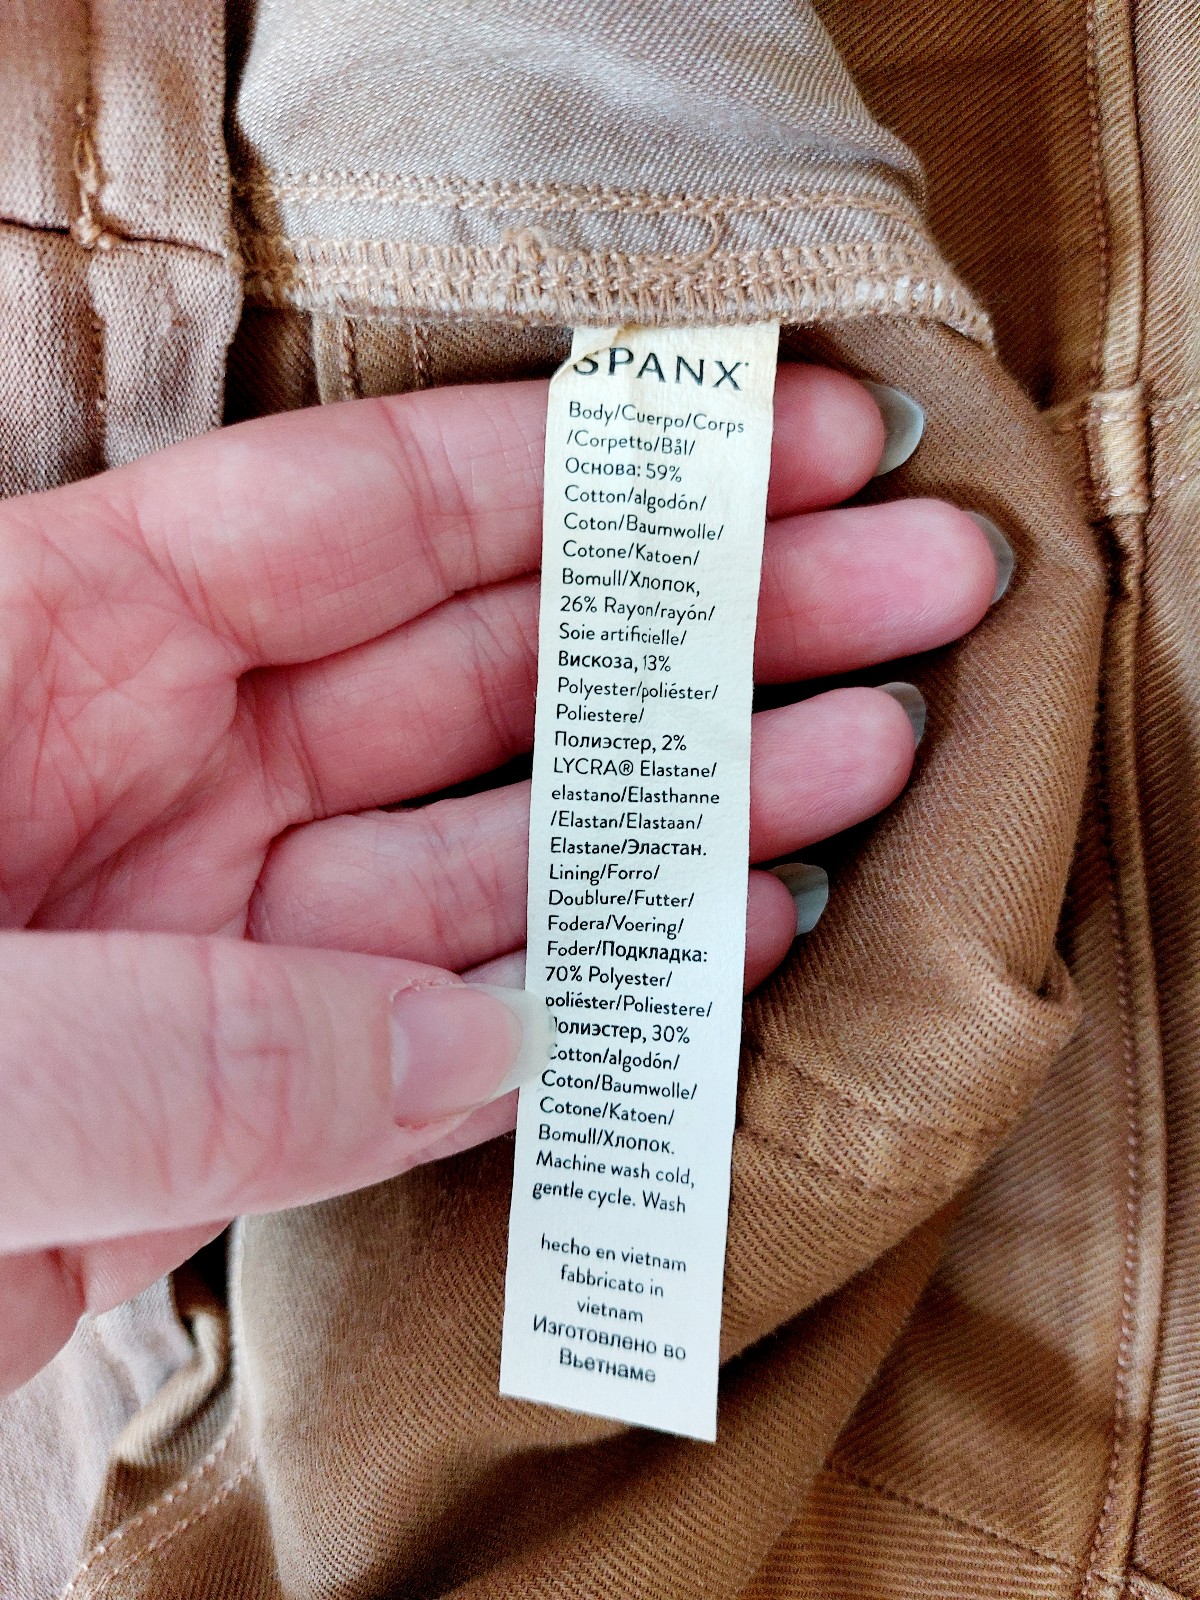 SPANX
Body/Cuerpo/Corps
/Corpetto/Bål/
Основа: 59%
Cotton/algodón/
Coton/Baumwolle/
Cotone/Katoen/
Bomull/Хлопок,
26% Rayon/rayón/
Soie artificielle/
Вискоза, 13%
Polyester/poliéster/
Poliestere/
Полиэстер, 2%
LYCRA® Elastane/
elastano/Elasthanne
/Elastan/Elastaan/
Elastane/Эластан.
Lining/Forro/
Doublure/Futter/
Fodera/Voering/
Foder/Подкладка:
70% Polyester/
poliéster/Poliestere/
Полиэстер, 30%
Cotton/algodón/
Coton/Baumwolle/
Cotone/Katoen/
Bomull/Хлопок.
Machine wash cold,
gentle cycle. Wash
hecho en vietnam
fabbricato in
vietnam
Изготовлено во
Вьетнаме